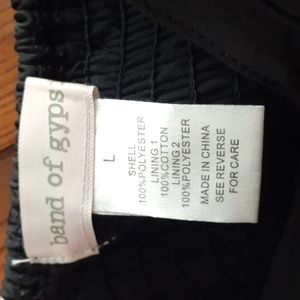 band of gyps
L
SHELL
100%POLYESTER
LINING 1
100%COTTON
LINING 2
100%POLYESTER
MADE IN CHINA
SEE REVERSE
FOR CARE